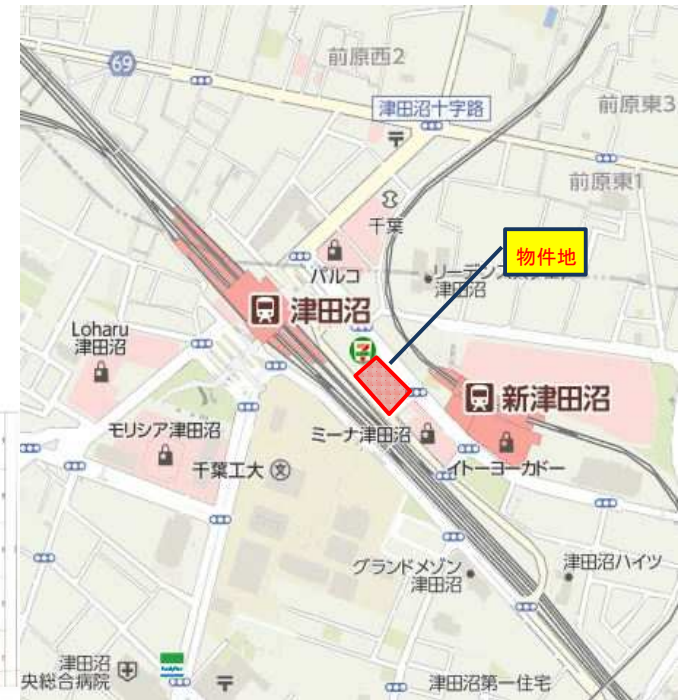 69
前原西2
津田沼十字路
前原東3
前原東1
千葉
パルコ
物件地
津田沼
津田沼
Loharu
津田沼
新津田沼
モリシア津田沼
ミーナ津田沼
千葉工大
イトーヨーカドー
グランドメゾン
津田沼
津田沼ハイツ
津田沼
央総合病院
津田沼第一住宅